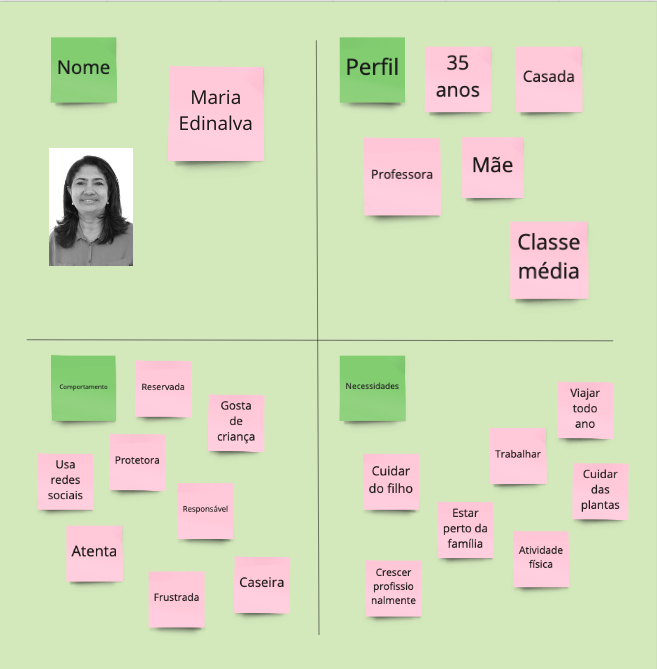 Nome
Maria
Edinalva
Perfil
35
anos
Casada
Professora
Mãe
Classe
média
Comportamento
Reservada
Gosta
de
criança
Usa
redes
sociais
Protetora
Responsável
Atenta
Frustrada
Caseira
Necessidades
Viajar
todo
ano
Trabalhar
Cuidar
do filho
Cuidar
das
plantas
Estar
perto da
família
Atividade
física
Crescer
profissio
nalmente